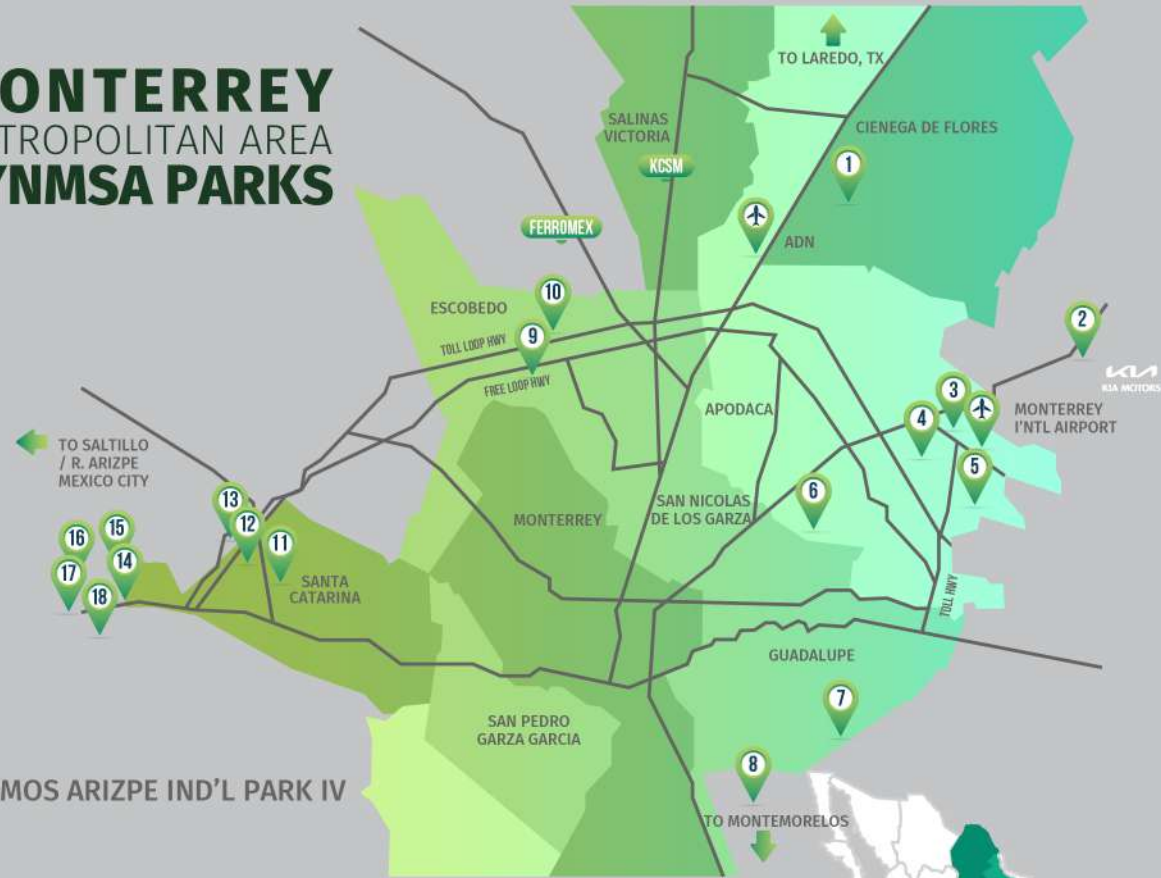 ONTERREY
TROPOLITAN AREA
YNMSA PARKS
TO LAREDO, TX
SALINAS
VICTORIA
CIENEGA DE FLORES
KCSM
1
FERROMEX
ADN
10
ESCOBEDO
9
2
TOLL LOOP HWY
KIA
KIA MOTORS
FREE LOOP HWY
3
APODACA
4
MONTERREY
I'NTL AIRPORT
TO SALTILLO
/ R. ARIZPE
MEXICO CITY
5
13
6
SAN NICOLAS
DE LOS GARZA
MONTERREY
12
11
16
15
14
17
18
SANTA
CATARINA
TOLL HWY
GUADALUPE
7
SAN PEDRO
GARZA GARCIA
8
MOS ARIZPE IND'L PARK IV
TO MONTEMORELOS